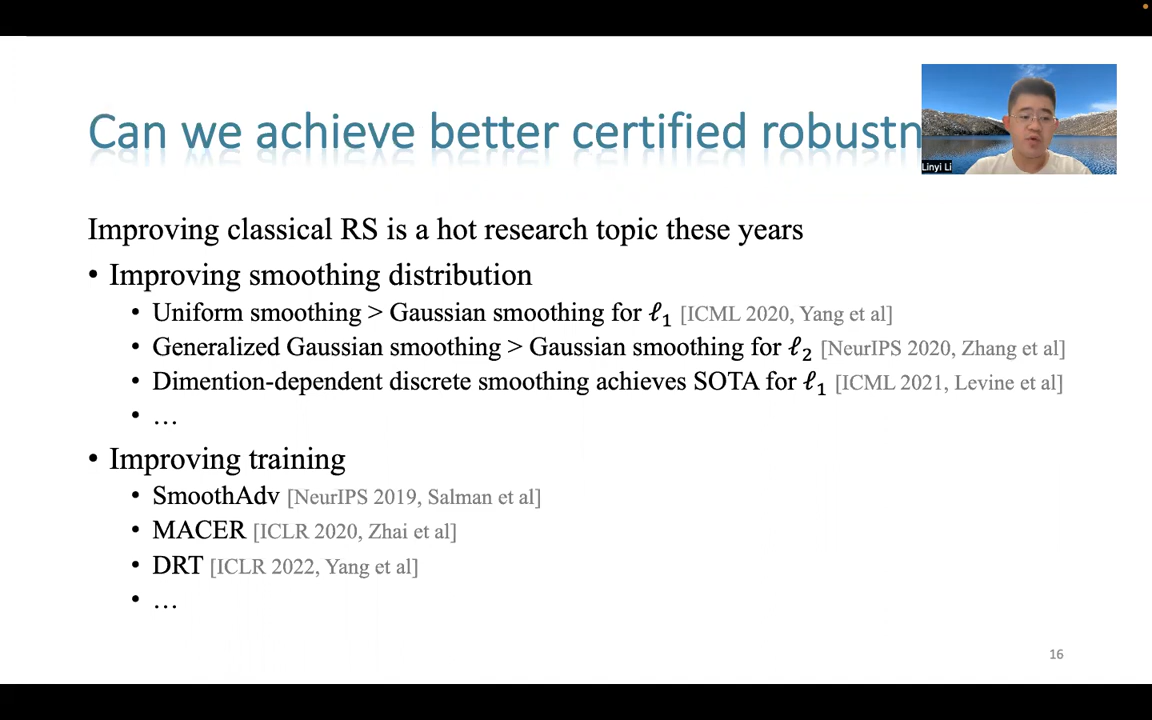 Can we achieve better certified robustn
Linyi Li
Improving classical RS is a hot research topic these years
• Improving smoothing distribution
• Uniform smoothing > Gaussian smoothing for ℓ₁ [ICML 2020, Yang et al]
• Generalized Gaussian smoothing > Gaussian smoothing for ℓ₂ [NeurIPS 2020, Zhang et al]
• Dimention-dependent discrete smoothing achieves SOTA for ℓ₁ [ICML 2021, Levine et al]
• …
• Improving training
• SmoothAdv [NeurIPS 2019, Salman et al]
• MACER [ICLR 2020, Zhai et al]
• DRT [ICLR 2022, Yang et al]
• …
16